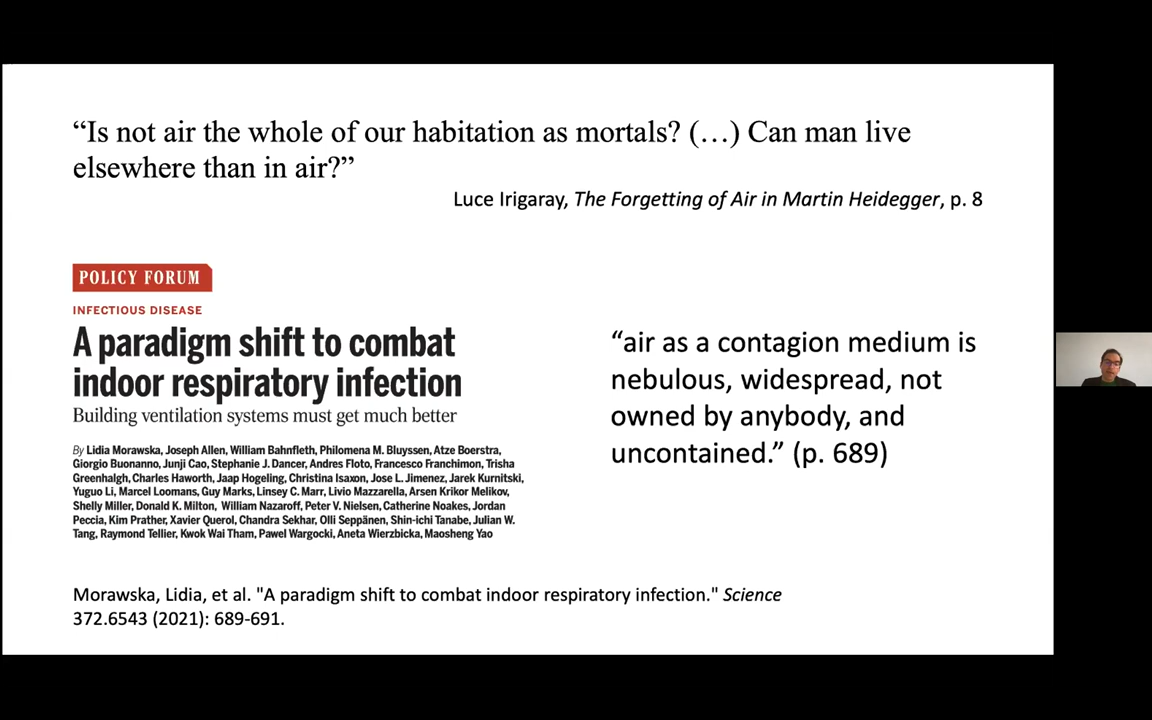 “Is not air the whole of our habitation as mortals? (…) Can man live
elsewhere than in air?”
Luce Irigaray, The Forgetting of Air in Martin Heidegger, p. 8
POLICY FORUM
INFECTIOUS DISEASE
A paradigm shift to combat
indoor respiratory infection
Building ventilation systems must get much better
By Lidia Morawska, Joseph Allen, William Bahnfleth, Philomena M. Bluyssen, Atze Boerstra,
Giorgio Buonanno, Junji Cao, Stephanie J. Dancer, Andres Floto, Francesco Franchimon, Trisha
Greenhalgh, Charles Haworth, Jaap Hogeling, Christina Isaxon, Jose L. Jimenez, Jarek Kurnitski,
Yuguo Li, Marcel Loomans, Guy Marks, Linsey C. Marr, Livio Mazzarella, Arsen Krikor Melikov,
Shelly Miller, Donald K. Milton, William Nazaroff, Peter V. Nielsen, Catherine Noakes, Jordan
Peccia, Kim Prather, Xavier Querol, Chandra Sekhar, Olli Seppänen, Shin-ichi Tanabe, Julian W.
Tang, Raymond Tellier, Kwok Wai Tham, Pawel Wargocki, Aneta Wierzbicka, Maosheng Yao
“air as a contagion medium is
nebulous, widespread, not
owned by anybody, and
uncontained.” (p. 689)
Morawska, Lidia, et al. "A paradigm shift to combat indoor respiratory infection." Science
372.6543 (2021): 689-691.